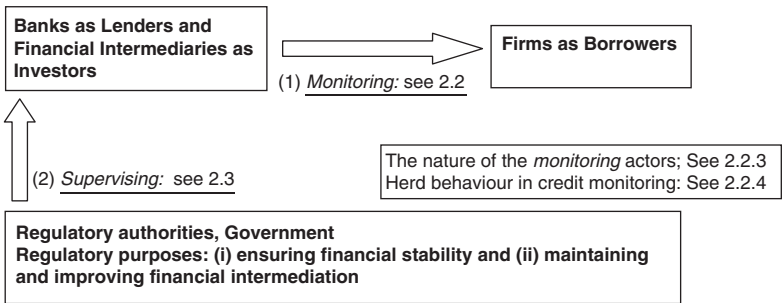 Banks as Lenders and
Financial Intermediaries as
Investors
Firms as Borrowers
(1) Monitoring: see 2.2
(2) Supervising: see 2.3
The nature of the monitoring actors; See 2.2.3
Herd behaviour in credit monitoring: See 2.2.4
Regulatory authorities, Government
Regulatory purposes: (i) ensuring financial stability and (ii) maintaining
and improving financial intermediation